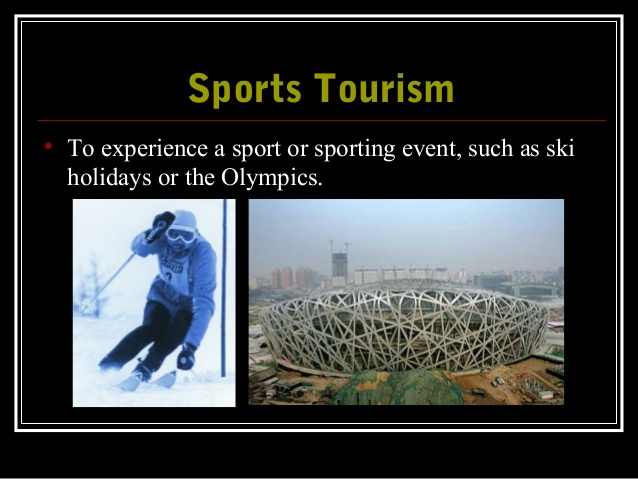 Sports Tourism
• To experience a sport or sporting event, such as ski
holidays or the Olympics.